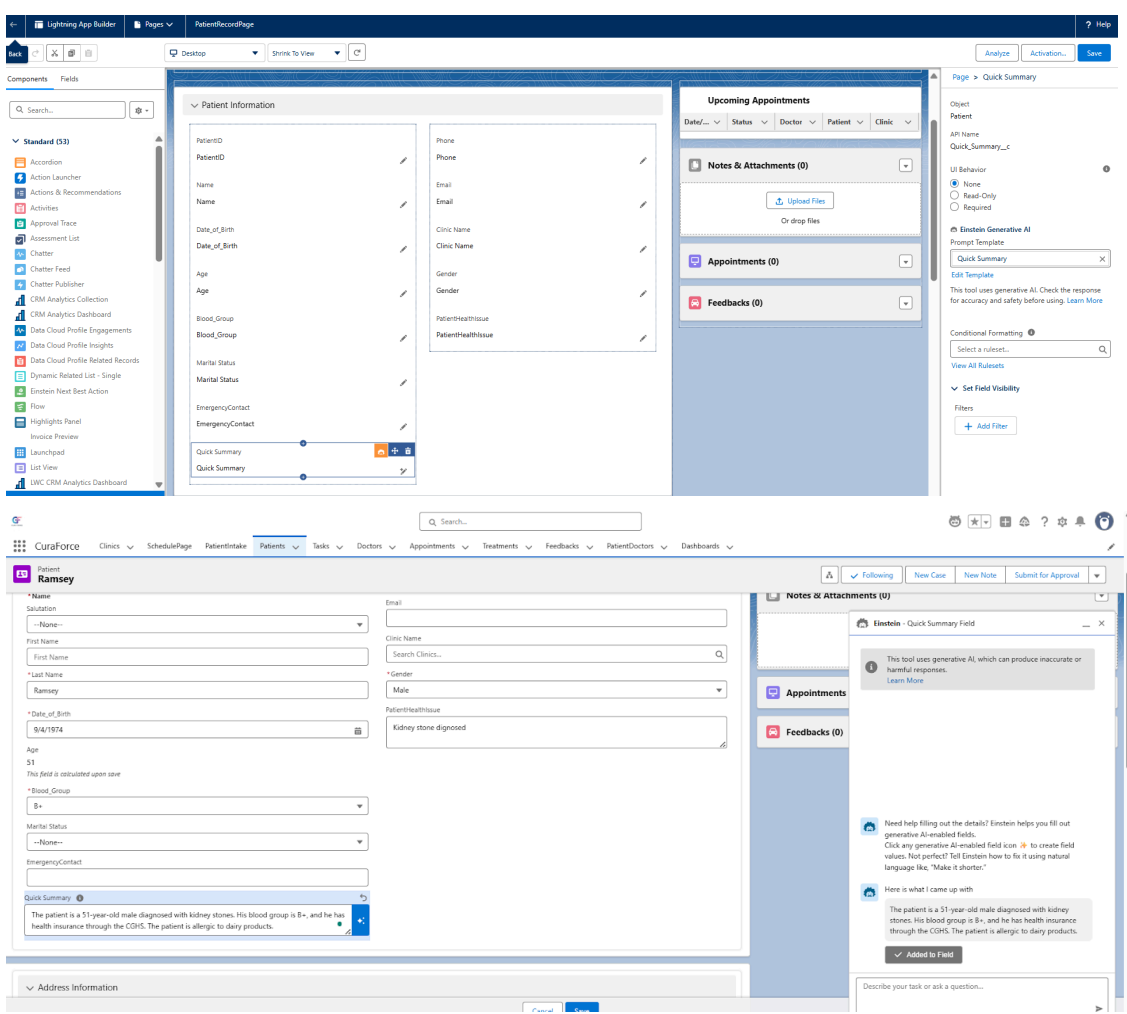 Lightning App Builder
Pages
PatientRecordPage
? Help
Back
Desktop
Shrink To View
Analyze
Activation...
Save
Components
Fields
Search...
Standard (53)
Accordion
Action Launcher
Actions & Recommendations
Activities
Approval Trace
Assessment List
Chatter
Chatter Feed
Chatter Publisher
CRM Analytics Collection
CRM Analytics Dashboard
Data Cloud Profile Engagements
Data Cloud Profile Insights
Data Cloud Profile Related Records
Dynamic Related List - Single
Einstein Next Best Action
Flow
Highlights Panel
Invoice Preview
Launchpad
List View
LWC CRM Analytics Dashboard
Patient Information
PatientID
PatientID
Name
Name
Date_of_Birth
Date_of_Birth
Age
Age
Blood_Group
Blood_Group
Marital Status
Marital Status
EmergencyContact
EmergencyContact
Quick Summary
Quick Summary
Phone
Phone
Email
Email
Clinic Name
Clinic Name
Gender
Gender
PatientHealthIssue
PatientHealthIssue
Upcoming Appointments
Date/... Status Doctor Patient Clinic
Notes & Attachments (0)
Upload Files
Or drop files
Appointments (0)
Feedbacks (0)
Page > Quick Summary
Object
Patient
API Name
Quick_Summary__c
UI Behavior
None
Read-Only
Required
Einstein Generative AI
Prompt Template
Quick Summary
Edit Template
This tool uses generative AI. Check the response
for accuracy and safety before using. Learn More
Conditional Formatting
Select a ruleset...
View All Rulesets
Set Field Visibility
Filters
+ Add Filter
Search...
CuraForce
Clinics
SchedulePage
PatientIntake
Patients
Tasks
Doctors
Appointments
Treatments
Feedbacks
PatientDoctors
Dashboards
Patient
Ramsey
Following
New Case
New Note
Submit for Approval
*Name
Salutation
--None--
First Name
First Name
*Last Name
Ramsey
*Date_of_Birth
9/4/1974
Age
51
This field is calculated upon save
*Blood_Group
B+
Marital Status
--None--
EmergencyContact
Quick Summary
The patient is a 51-year-old male diagnosed with kidney stones. His blood group is B+, and he has
health insurance through the CGHS. The patient is allergic to dairy products.
Email
Clinic Name
Search Clinics...
*Gender
Male
PatientHealthIssue
Kidney stone dignosed
Address Information
Cancel
Save
Notes & Attachments (0)
Appointments
Feedbacks (0)
Einstein - Quick Summary Field
This tool uses generative AI, which can produce inaccurate or
harmful responses.
Learn More
Need help filling out the details? Einstein helps you fill out
generative AI-enabled fields.
Click any generative AI-enabled field icon to create field
values. Not perfect? Tell Einstein how to fix it using natural
language like, "Make it shorter."
Here is what I came up with
The patient is a 51-year-old male diagnosed with kidney
stones. His blood group is B+, and he has health insurance
through the CGHS. The patient is allergic to dairy products.
Added to Field
Describe your task or ask a question...